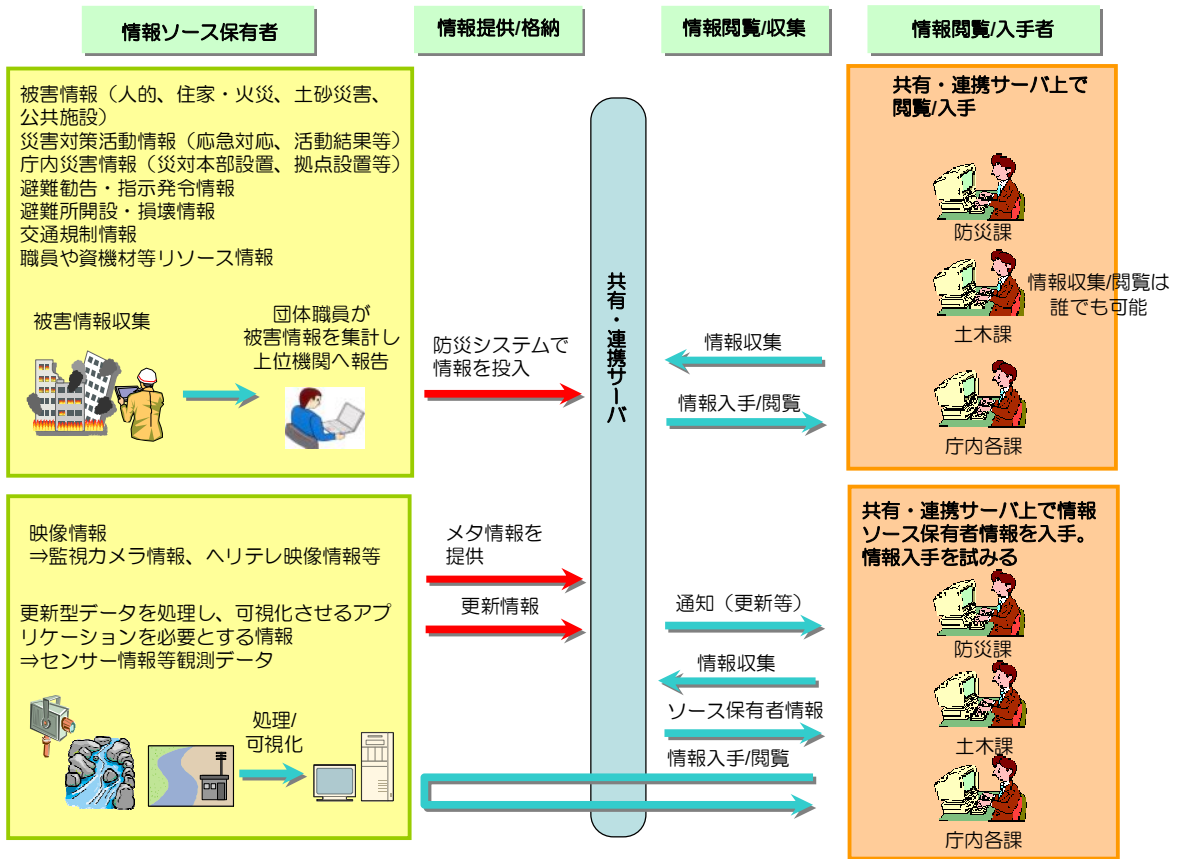 情報ソース保有者
情報提供/格納
情報閲覧/収集
情報閲覧/入手者
被害情報（人的、住家・火災、土砂災害、
公共施設）
災害対策活動情報（応急対応、活動結果等）
庁内災害情報（災対本部設置、拠点設置等）
避難勧告・指示発令情報
避難所開設・損壊情報
交通規制情報
職員や資機材等リソース情報
被害情報収集
団体職員が
被害情報を集計し
上位機関へ報告
防災システムで
情報を投入
共有・連携サーバ
情報収集
情報入手/閲覧
共有・連携サーバ上で
閲覧/入手
防災課
情報収集/閲覧は
誰でも可能
土木課
庁内各課
映像情報
⇒監視カメラ情報、ヘリテレ映像情報等
更新型データを処理し、可視化させるアプ
リケーションを必要とする情報
⇒センサー情報等観測データ
処理/
可視化
メタ情報を
提供
更新情報
通知（更新等）
情報収集
ソース保有者情報
情報入手/閲覧
共有・連携サーバ上で情報
ソース保有者情報を入手。
情報入手を試みる
防災課
土木課
庁内各課